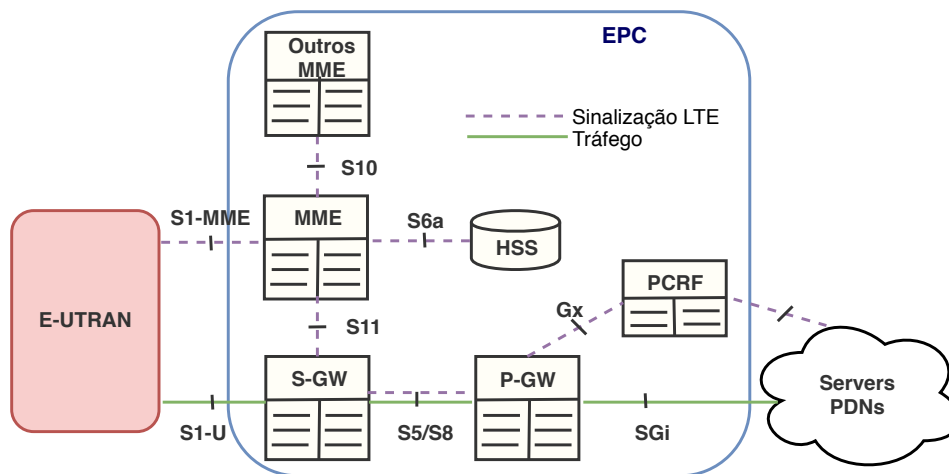 EPC
Outros
MME
Sinalização LTE
Tráfego
S10
S1-MME
MME
S6a
HSS
PCRF
E-UTRAN
S11
Gx
S-GW
P-GW
Servers
PDNs
S1-U
S5/S8
SGi